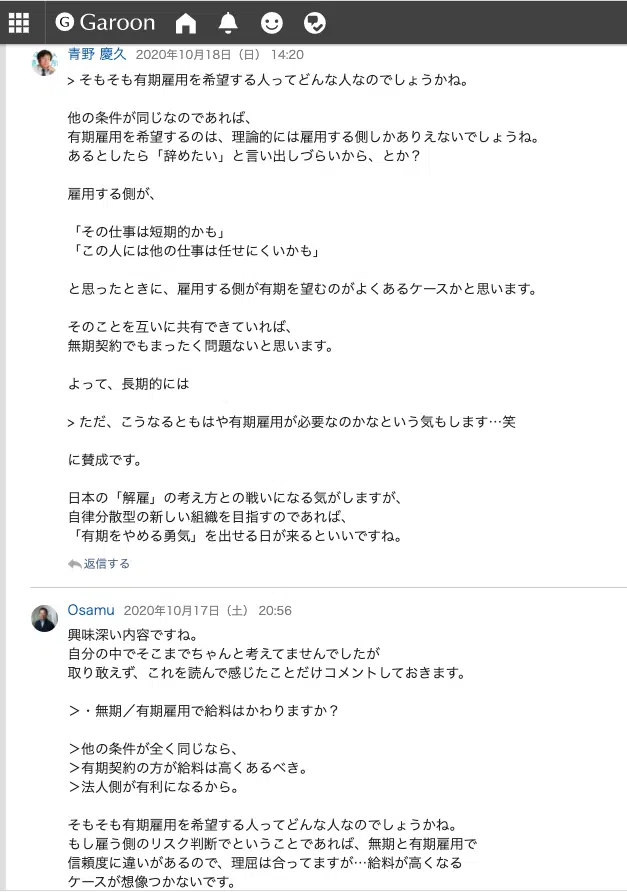 Garoon
青野 慶久 2020年10月18日（日） 14:20
> そもそも有期雇用を希望する人ってどんな人なのでしょうかね。
他の条件が同じなのであれば、
有期雇用を希望するのは、理論的には雇用する側しかありえないでしょうね。
あるとしたら「辞めたい」と言い出しづらいから、とか？
雇用する側が、
「その仕事は短期的かも」
「この人には他の仕事は任せにくいかも」
と思ったときに、雇用する側が有期を望むのがよくあるケースかと思います。
そのことを互いに共有できていれば、
無期契約でもまったく問題ないと思います。
よって、長期的には
> ただ、こうなるともはや有期雇用が必要なのかなという気もします…笑
に賛成です。
日本の「解雇」の考え方との戦いになる気がしますが、
自律分散型の新しい組織を目指すのであれば、
「有期をやめる勇気」を出せる日が来るといいですね。
返信する
Osamu 2020年10月17日（土） 20:56
興味深い内容ですね。
自分の中でそこまでちゃんと考えてませんでしたが
取り敢えず、これを読んで感じたことだけコメントしておきます。
＞・無期／有期雇用で給料はかわりますか？
＞他の条件が全く同じなら、
＞有期契約の方が給料は高くあるべき。
＞法人側が有利になるから。
そもそも有期雇用を希望する人ってどんな人なのでしょうかね。
もし雇う側のリスク判断でということであれば、無期と有期雇用で
信頼度に違いがあるので、理屈は合ってますが…給料が高くなる
ケースが想像つかないです。